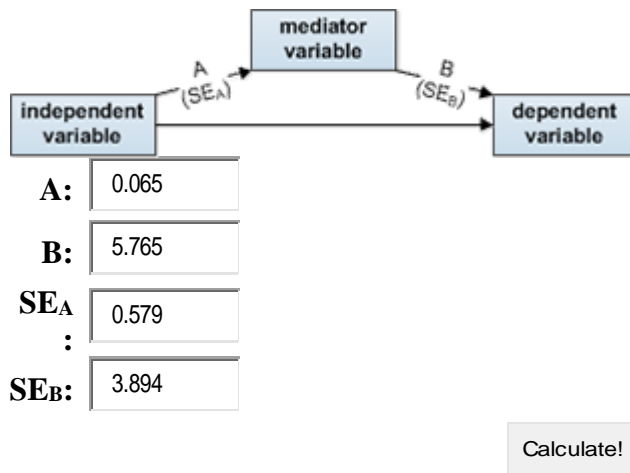 mediator
variable
A
(SEA)
B
(SEB)
independent
variable
dependent
variable
A: 0.065
B: 5.765
SEA
: 0.579
SEB: 3.894
Calculate!